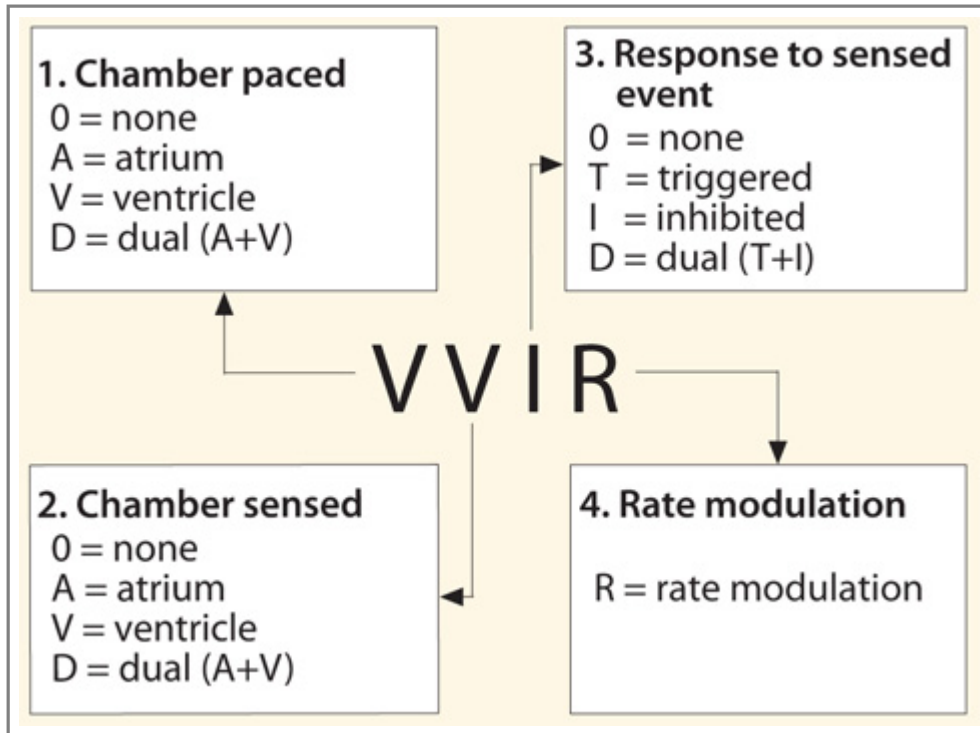 1. Chamber paced
0 = none
A = atrium
V = ventricle
D = dual (A+V)
3. Response to sensed
event
0 = none
T = triggered
I = inhibited
D = dual (T+I)
VVIR
2. Chamber sensed
0 = none
A = atrium
V = ventricle
D = dual (A+V)
4. Rate modulation
R = rate modulation